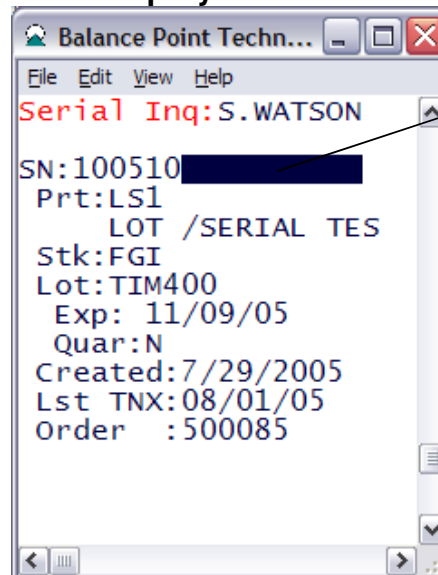 Balance Point Techn...
File Edit View Help
Serial Inq:S.WATSON
SN:100510
Prt:LS1
LOT /SERIAL TES
Stk:FGI
Lot:TIM400
Exp: 11/09/05
Quar:N
Created:7/29/2005
Lst TNX:08/01/05
Order :500085